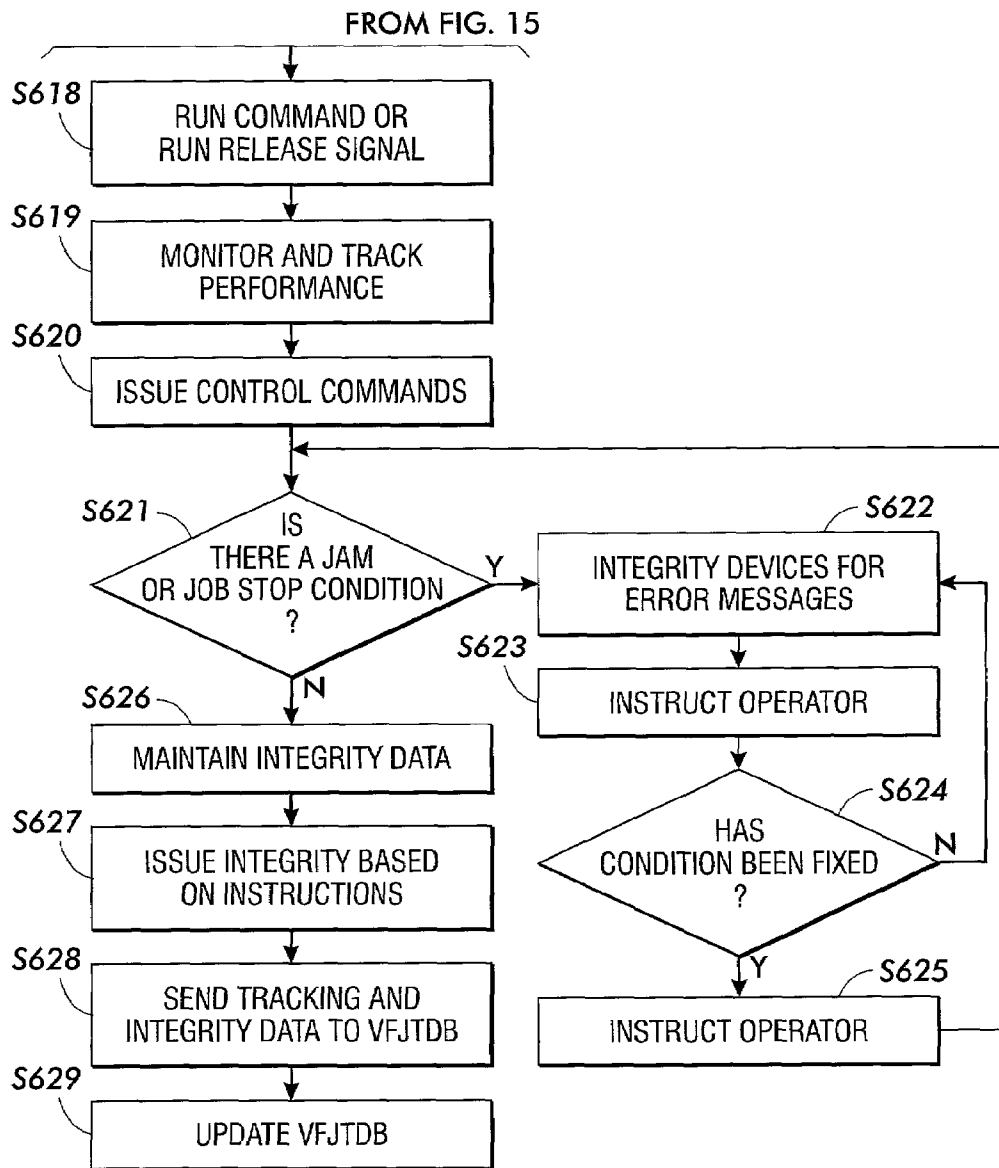 FROM FIG. 15
S618
RUN COMMAND OR
RUN RELEASE SIGNAL
S619
MONITOR AND TRACK
PERFORMANCE
S620
ISSUE CONTROL COMMANDS
S621
IS
THERE A JAM
OR JOB STOP CONDITION
?
Y
N
S622
INTEGRITY DEVICES FOR
ERROR MESSAGES
S623
INSTRUCT OPERATOR
S624
HAS
CONDITION BEEN FIXED
?
N
Y
S625
INSTRUCT OPERATOR
S626
MAINTAIN INTEGRITY DATA
S627
ISSUE INTEGRITY BASED
ON INSTRUCTIONS
S628
SEND TRACKING AND
INTEGRITY DATA TO VFJTDB
S629
UPDATE VFJTDB